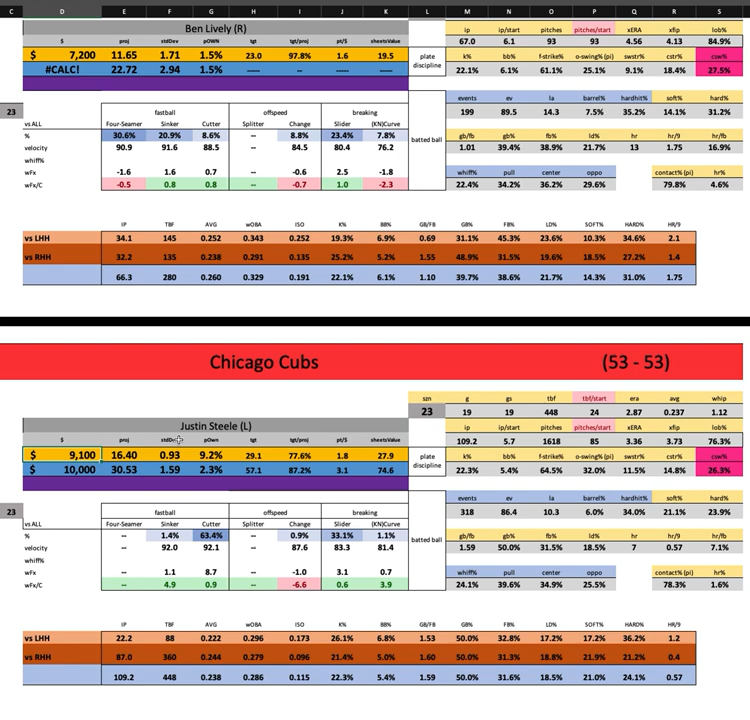 C D E F G H I J K L M N O P Q R S
Ben Lively (R) ip ip/start pitches pitches/start xERA xfip lob%
$ proj stdDev pOWN tgt tgt/proj pt/$ sheetsValue 67.0 6.1 93 93 4.56 4.13 84.9%
$ 7,200 11.65 1.71 1.5% 23.0 97.8% 1.6 19.5 plate discipline k% bb% f-strike% o-swing% (pi) swstr% cstr% csw%
#CALC! 22.72 2.94 1.5% ----- -- ----- ----- 22.1% 6.1% 61.1% 25.1% 9.1% 18.4% 27.5%
events ev la barrel% hardhit% soft% hard%
23 fastball offspeed breaking 199 89.5 14.3 7.5% 35.2% 14.1% 31.2%
vs ALL Four-Seamer Sinker Cutter Splitter Change Slider (KN)Curve batted ball
% 30.6% 20.9% 8.6% -- 8.8% 23.4% 7.8% gb/fb gb% fb% ld% hr hr/9 hr/fb
velocity 90.9 91.6 88.5 -- 84.5 80.4 76.2 1.01 39.4% 38.9% 21.7% 13 1.75 16.9%
whiff%
wFx -1.6 1.6 0.7 -0.6 2.5 -1.8 whiff% pull center oppo contact% (pi) hr%
wFx/C -0.5 0.8 0.8 -- -0.7 1.0 -2.3 22.4% 34.2% 36.2% 29.6% 79.8% 4.6%
IP TBF AVG wOBA ISO K% BB% GB/FB GB% FB% LD% SOFT% HARD% HR/9
vs LHH 34.1 145 0.252 0.343 0.252 19.3% 6.9% 0.69 31.1% 45.3% 23.6% 10.3% 34.6% 2.1
vs RHH 32.2 135 0.238 0.291 0.135 25.2% 5.2% 1.55 48.9% 31.5% 19.6% 18.5% 27.2% 1.4
66.3 280 0.260 0.329 0.191 22.1% 6.1% 1.10 39.7% 38.6% 21.7% 14.3% 31.0% 1.75
Chicago Cubs (53 - 53)
szn g gs tbf tbf/start era avg whip
23 19 19 448 24 2.87 0.237 1.12
Justin Steele (L) ip ip/start pitches pitches/start xERA xfip lob%
$ proj stdDev pOwn tgt tgt/proj pt/$ sheetsValue 109.2 5.7 1618 85 3.36 3.73 76.3%
$ 9,100 16.40 0.93 9.2% 29.1 77.6% 1.8 27.9 plate discipline k% bb% f-strike% o-swing% (pi) swstr% cstr% csw%
$ 10,000 30.53 1.59 2.3% 57.1 87.2% 3.1 74.6 22.3% 5.4% 64.5% 32.0% 11.5% 14.8% 26.3%
events ev la barrel% hardhit% soft% hard%
23 fastball offspeed breaking 318 86.4 10.3 6.0% 34.0% 21.1% 23.9%
vs ALL Four-Seamer Sinker Cutter Splitter Change Slider (KN)Curve batted ball
% -- 1.4% 63.4% -- 0.9% 33.1% 1.1% gb/fb gb% fb% ld% hr hr/9 hr/fb
velocity -- 92.0 92.1 -- 87.6 83.3 81.4 1.59 50.0% 31.5% 18.5% 7 0.57 7.1%
whiff%
wFx -- 1.1 8.7 -- -1.0 3.1 0.7 whiff% pull center oppo contact% (pi) hr%
wFx/C -- 4.9 0.9 -- -6.6 0.6 3.9 24.1% 39.6% 34.9% 25.5% 78.3% 1.6%
IP TBF AVG wOBA ISO K% BB% GB/FB GB% FB% LD% SOFT% HARD% HR/9
vs LHH 22.2 88 0.222 0.296 0.173 26.1% 6.8% 1.53 50.0% 32.8% 17.2% 17.2% 36.2% 1.2
vs RHH 87.0 360 0.244 0.279 0.096 21.4% 5.0% 1.60 50.0% 31.3% 18.8% 21.9% 21.2% 0.4
109.2 448 0.238 0.286 0.115 22.3% 5.4% 1.59 50.0% 31.6% 18.5% 21.0% 24.1% 0.57